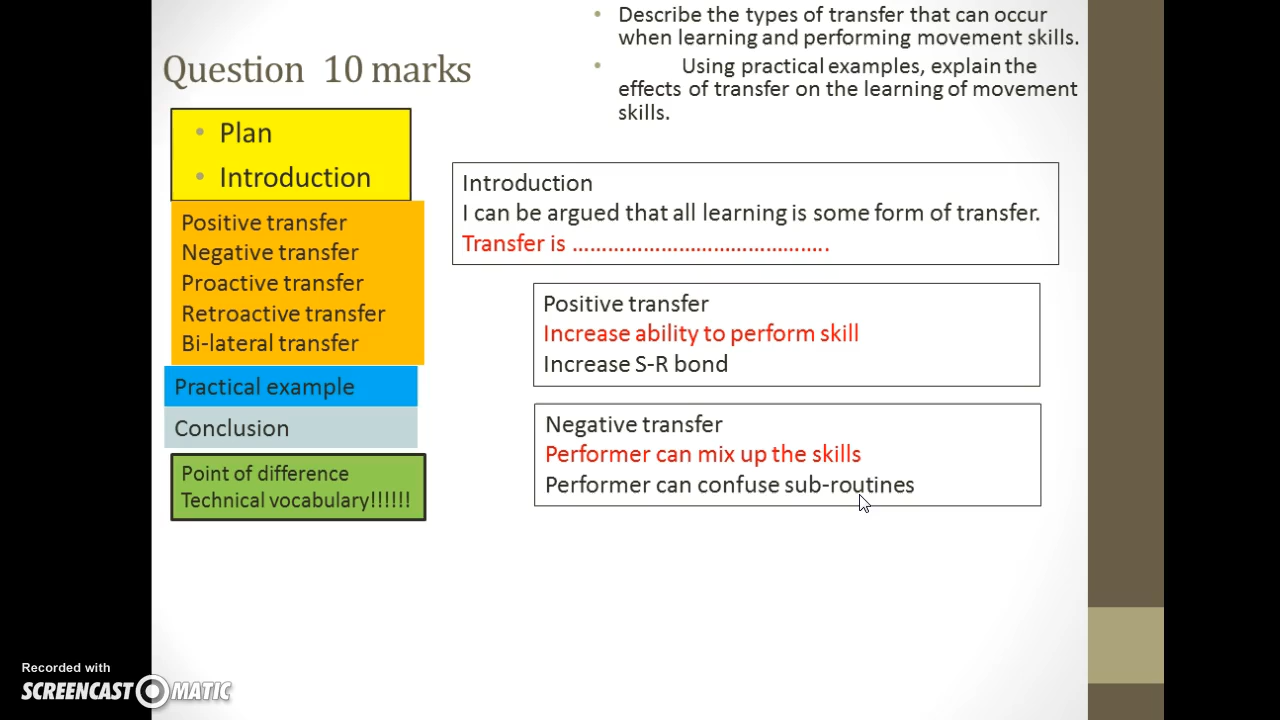 Describe the types of transfer that can occur
when learning and performing movement skills.
Using practical examples, explain the
effects of transfer on the learning of movement
skills.
Question 10 marks
Plan
Introduction
Positive transfer
Negative transfer
Proactive transfer
Retroactive transfer
Bi-lateral transfer
Practical example
Conclusion
Point of difference
Technical vocabulary!!!!!!
Introduction
I can be argued that all learning is some form of transfer.
Transfer is ……………………………………..
Positive transfer
Increase ability to perform skill
Increase S-R bond
Negative transfer
Performer can mix up the skills
Performer can confuse sub-routines
Recorded with
SCREENCAST-O-MATIC